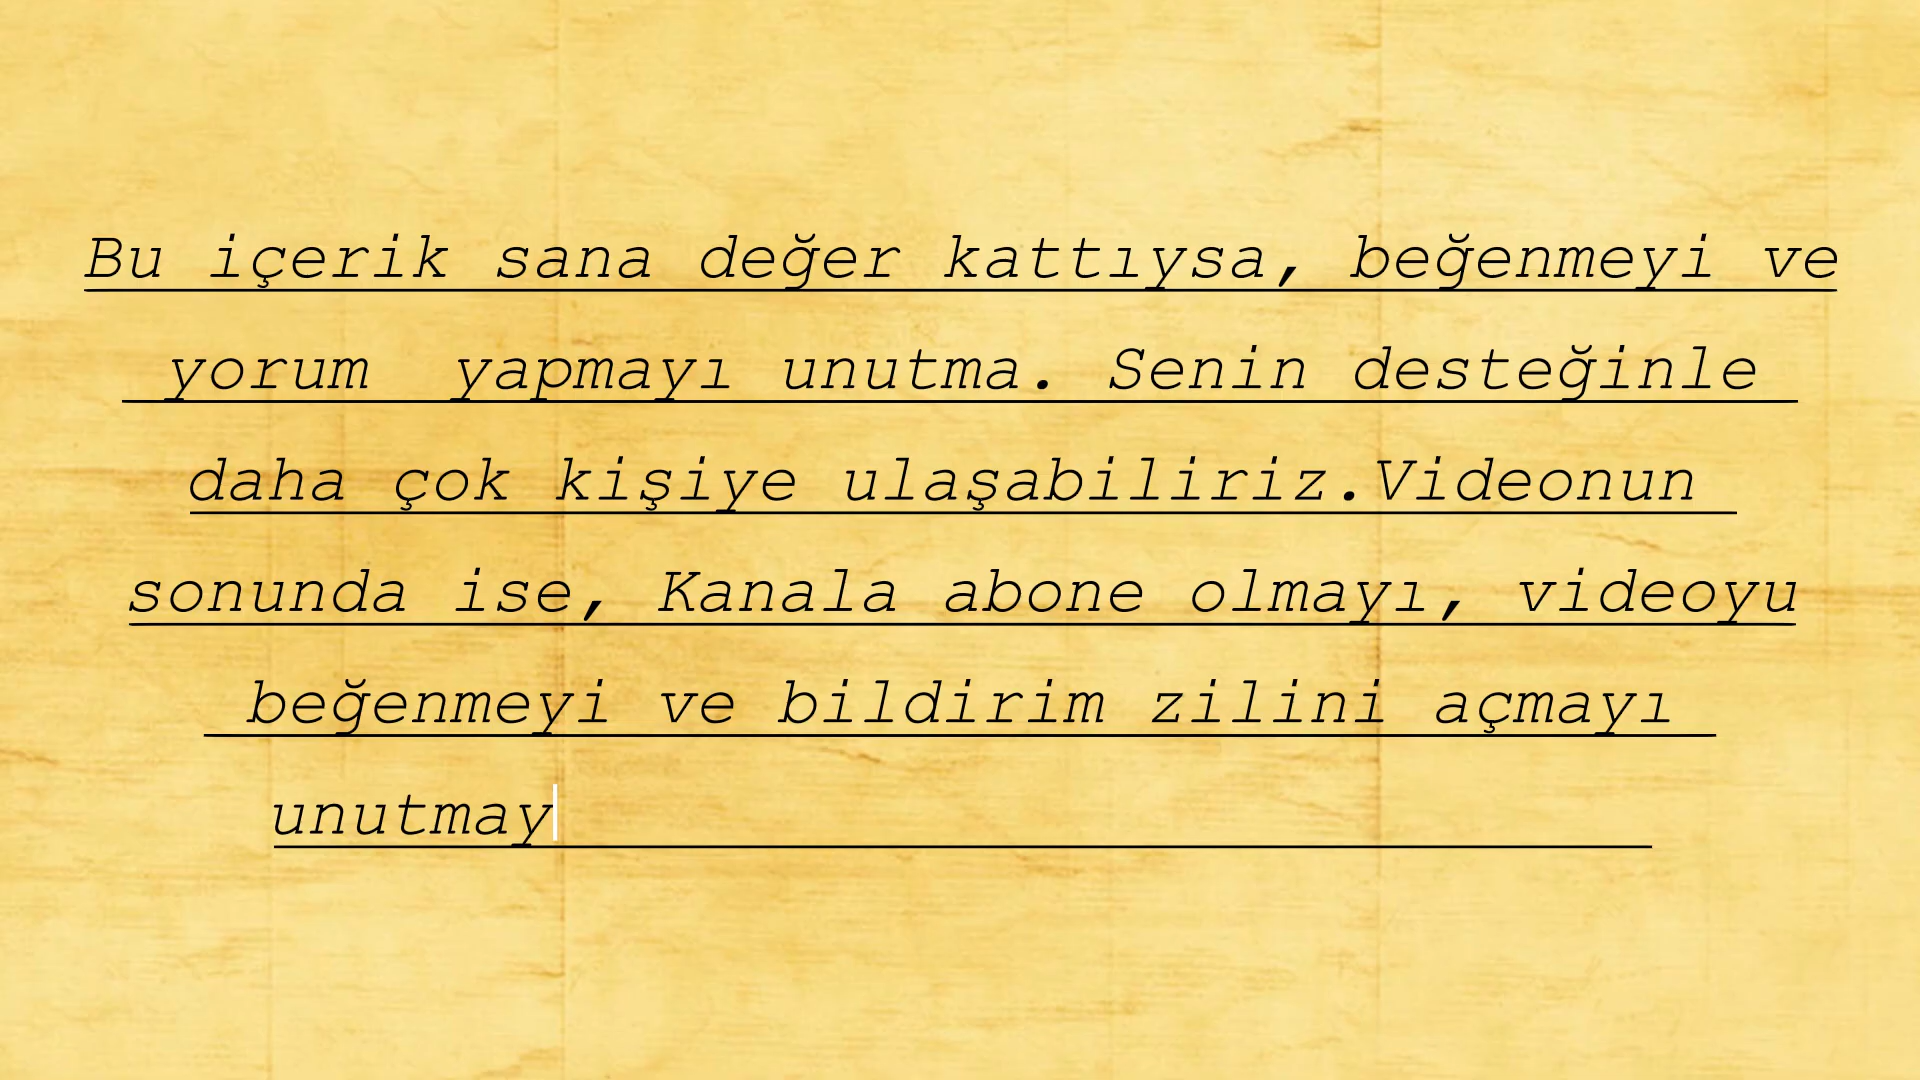 Bu içerik sana değer kattıysa, beğenmeyi ve
yorum  yapmayı unutma. Senin desteğinle
daha çok kişiye ulaşabiliriz.Videonun
sonunda ise, Kanala abone olmayı, videoyu
beğenmeyi ve bildirim zilini açmayı
unutmay